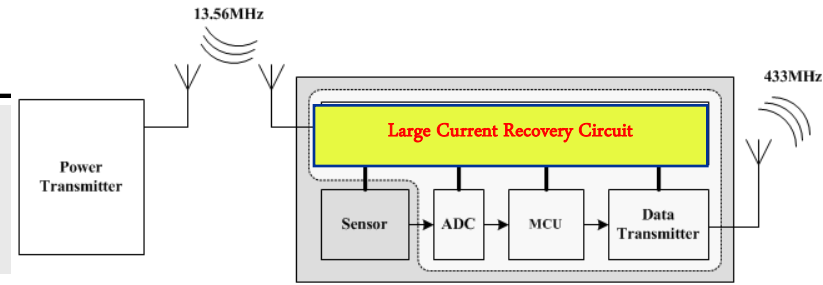 13.56MHz
433MHz
Large Current Recovery Circuit
Power
Transmitter
Sensor
ADC
MCU
Data
Transmitter